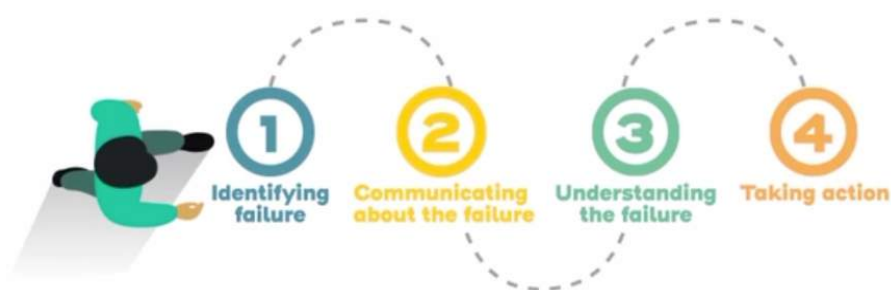 1
Identifying
failure
2
Communicating
about the failure
3
Understanding
the failure
4
Taking action